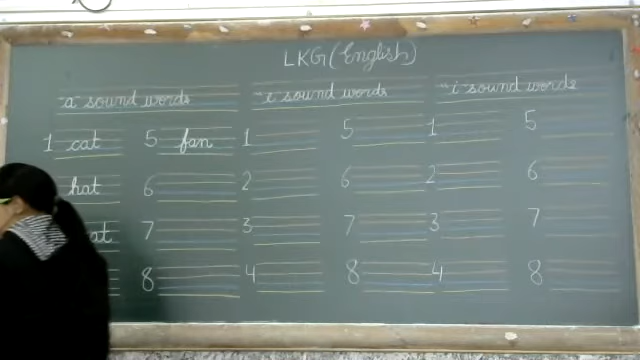 LKG (English)
"a" sound words "e" sound words "i" sound words
1 cat 5 fan 1 5 1 5
hat 6 2 6 2 6
at 7 3 7 3 7
8 4 8 4 8